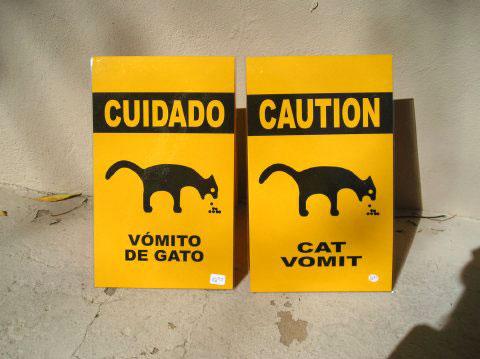 CUIDADO
VÓMITO
DE GATO
CAUTION
CAT
VOMIT